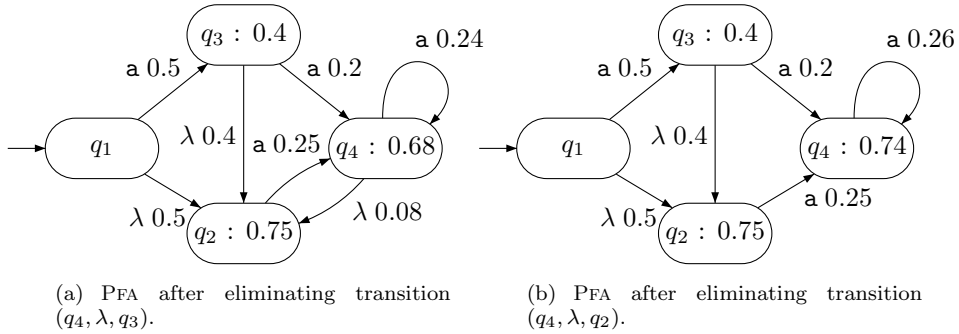 q3 : 0.4
a 0.24
a 0.5
a 0.2
q1
λ 0.4
a 0.25
q4 : 0.68
λ 0.5
λ 0.08
q2 : 0.75
(a) PFA after eliminating transition
(q4, λ, q3).
q3 : 0.4
a 0.26
a 0.5
a 0.2
q1
λ 0.4
q4 : 0.74
λ 0.5
a 0.25
q2 : 0.75
(b) PFA after eliminating transition
(q4, λ, q2).